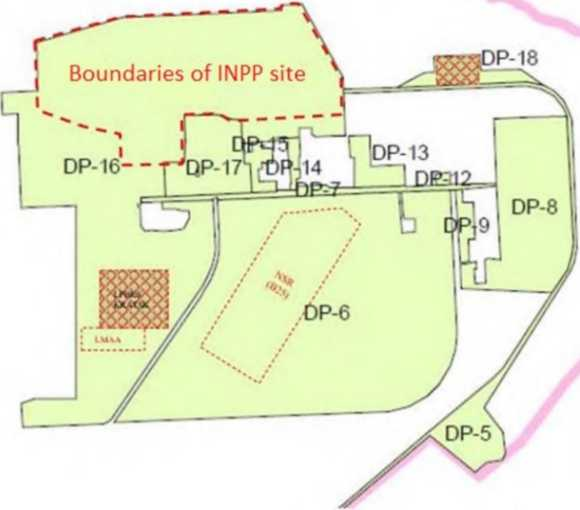 Boundaries of INPP site
DP-18
DP-15
DP-13
DP-16
DP-17
DP-14
DP-12
DP-7
DP-8
DP-9
NSR
(B25)
DP-6
LMAA
DP-5